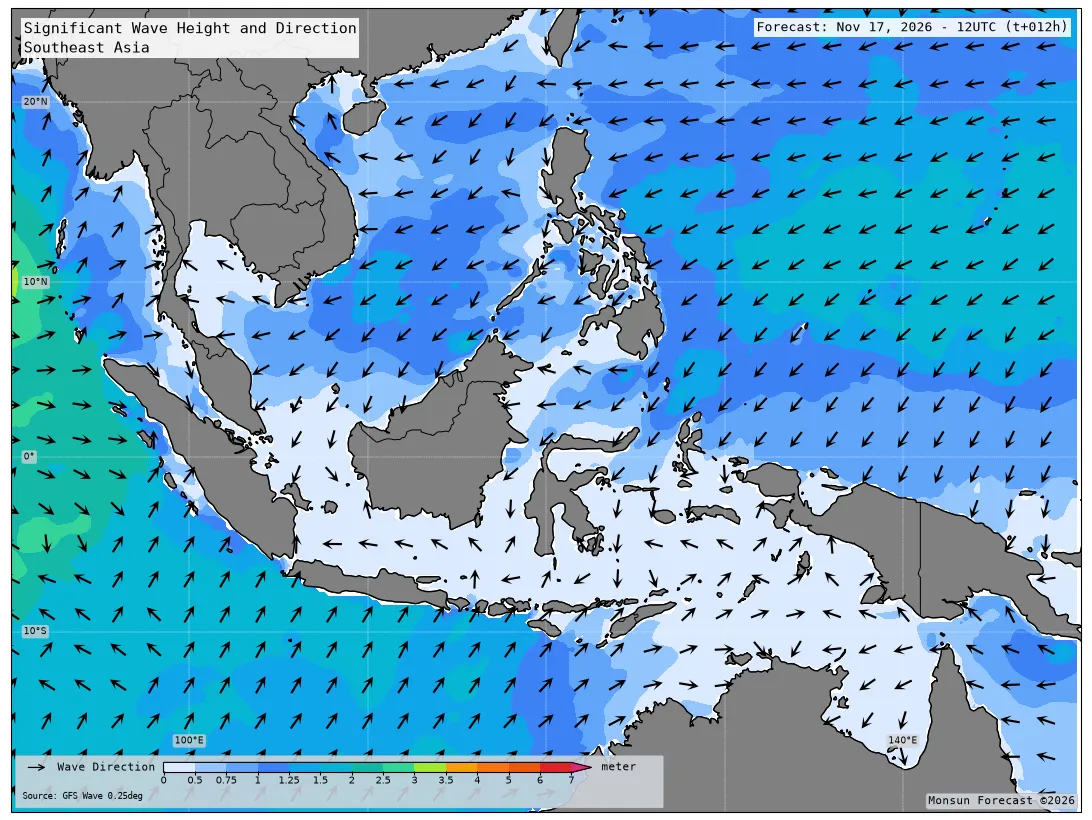 Significant Wave Height and Direction
Southeast Asia
Forecast: Nov 17, 2026 - 12UTC (t+012h)
20°N
10°N
0°
10°S
100°E
140°E
Wave Direction
0 0.5 0.75 1 1.25 1.5 2 2.5 3 3.5 4 5 6 7
meter
Source: GFS Wave 0.25deg
Monsun Forecast ©2026